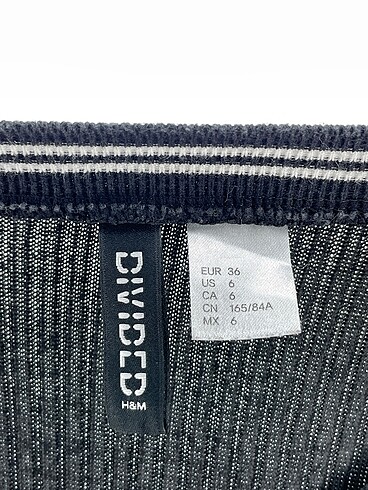 DIVIDED
H&M
EUR 36
US 6
CA 6
CN 165/84A
MX 6